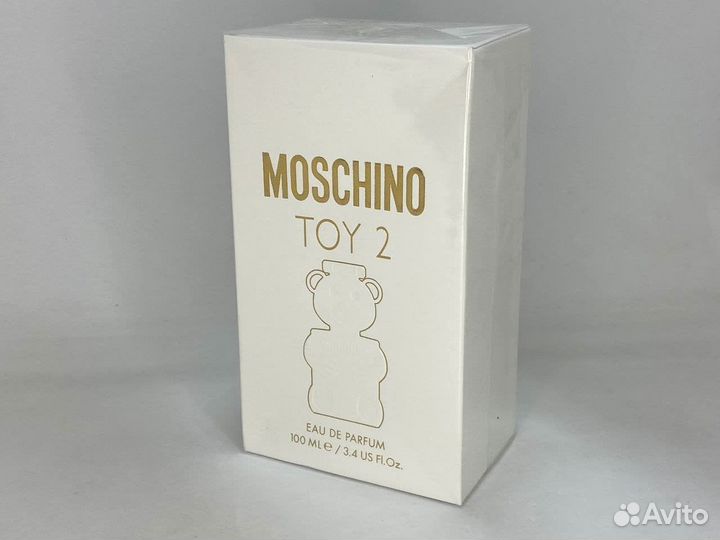 MOSCHINO
TOY 2
EAU DE PARFUM
100 ML℮ / 3.4 US FL.Oz.
Avito